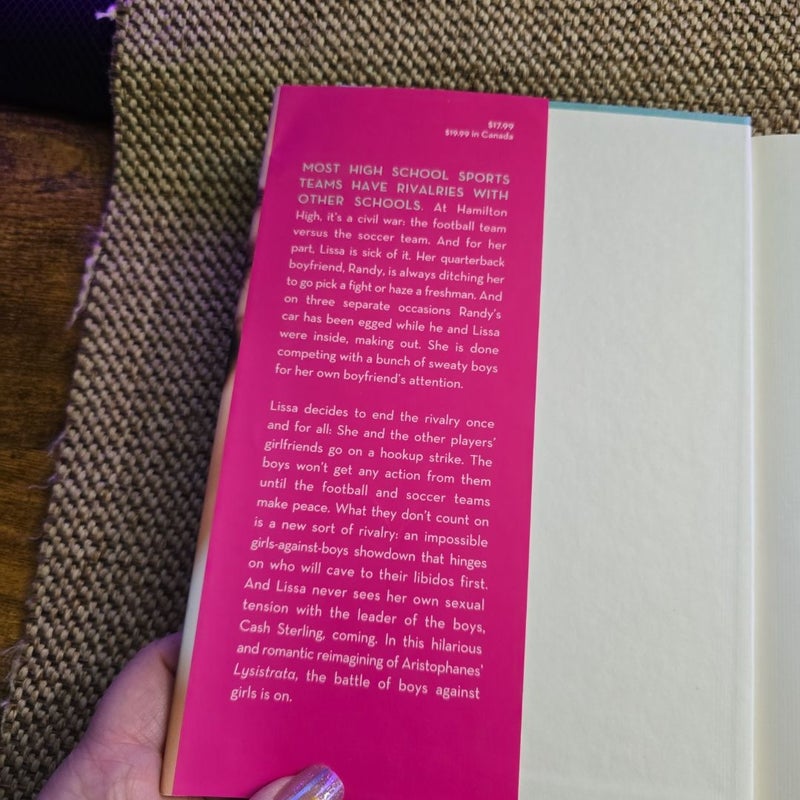 $17.99
$19.99 in Canada
MOST HIGH SCHOOL SPORTS
TEAMS HAVE RIVALRIES WITH
OTHER SCHOOLS. At Hamilton
High, it's a civil war: the football team
versus the soccer team. And for her
part, Lissa is sick of it. Her quarterback
boyfriend, Randy, is always ditching her
to go pick a fight or haze a freshman. And
on three separate occasions Randy's
car has been egged while he and Lissa
were inside, making out. She is done
competing with a bunch of sweaty boys
for her own boyfriend's attention.
Lissa decides to end the rivalry once
and for all: She and the other players'
girlfriends go on a hookup strike. The
boys won't get any action from them
until the football and soccer teams
make peace. What they don't count on
is a new sort of rivalry: an impossible
girls-against-boys showdown that hinges
on who will cave to their libidos first.
And Lissa never sees her own sexual
tension with the leader of the boys,
Cash Sterling, coming. In this hilarious
and romantic reimagining of Aristophanes'
Lysistrata, the battle of boys against
girls is on.